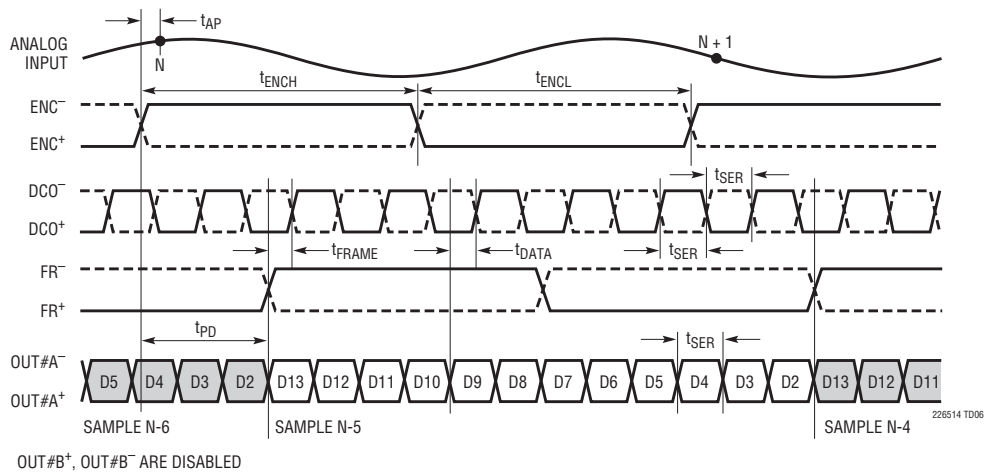 tAP
ANALOG
INPUT
N
N + 1
tENCH
tENCL
ENC–
ENC+
tSER
DCO–
DCO+
tFRAME
tDATA
tSER
FR–
FR+
tPD
tSER
OUT#A–
OUT#A+
D5 D4 D3 D2 D13 D12 D11 D10 D9 D8 D7 D6 D5 D4 D3 D2 D13 D12 D11
226514 TD06
SAMPLE N-6 SAMPLE N-5 SAMPLE N-4
OUT#B+, OUT#B– ARE DISABLED